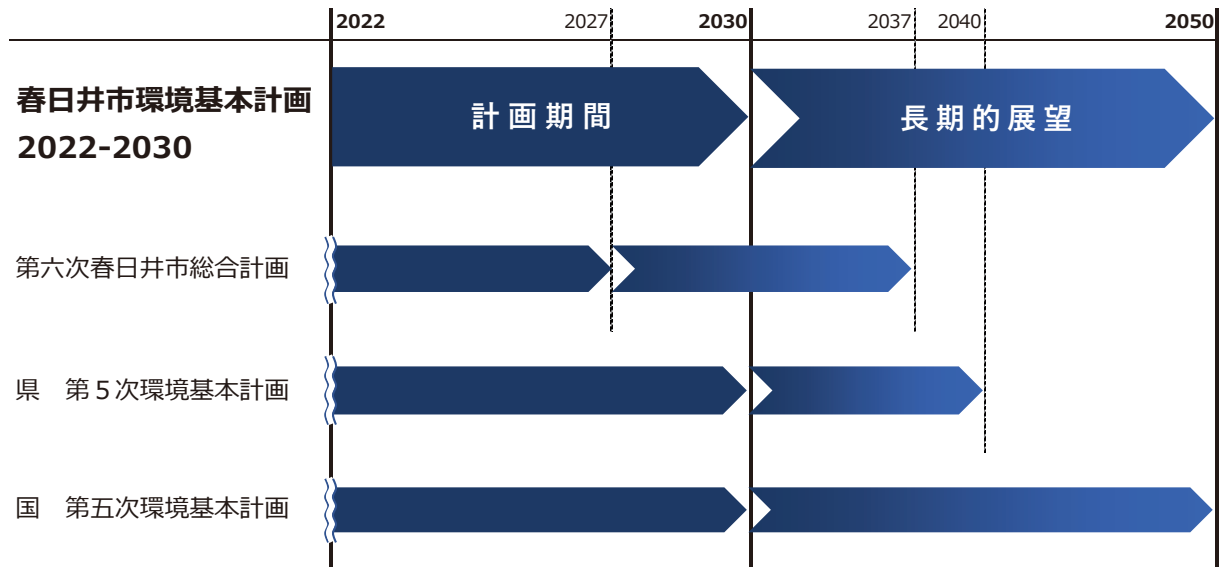 2022 2027 2030 2037 2040 2050
春日井市環境基本計画
2022-2030
計画期間 長期的展望
第六次春日井市総合計画
県　第５次環境基本計画
国　第五次環境基本計画